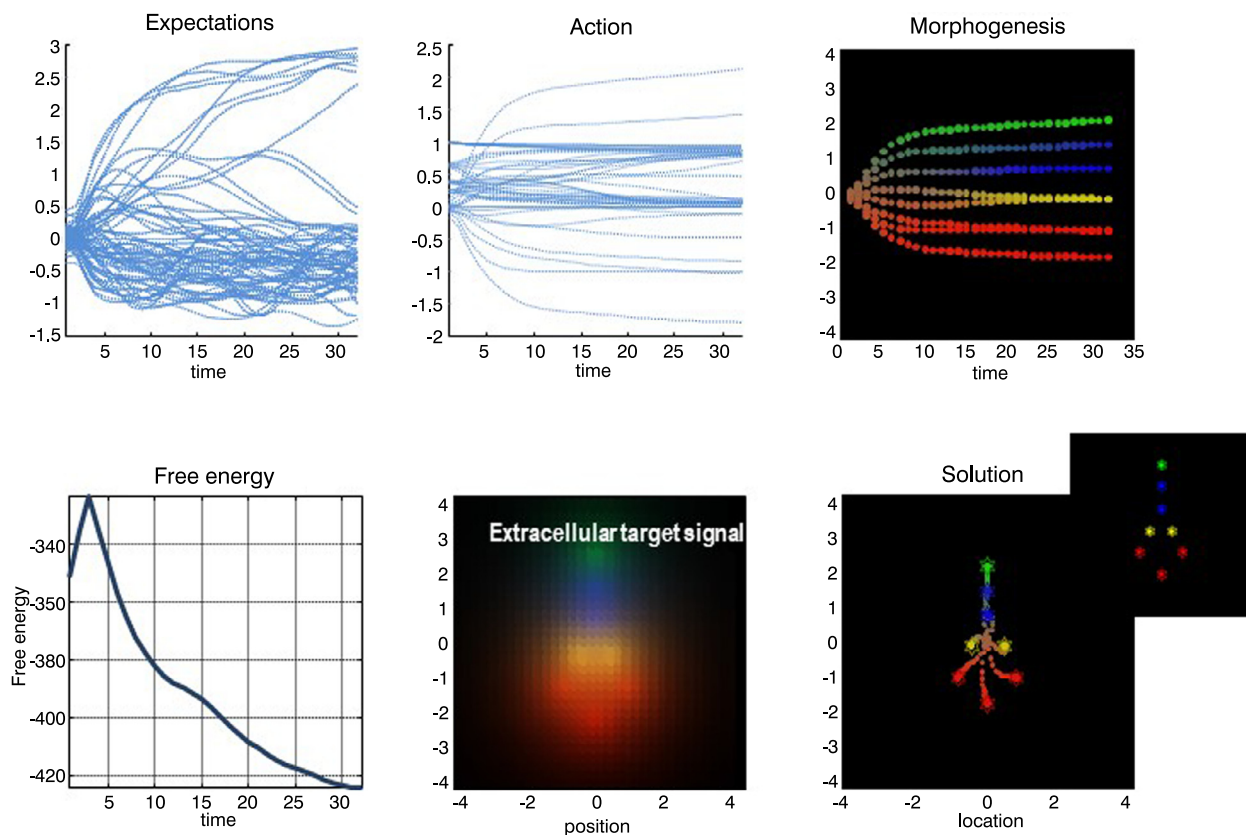 Expectations
3
2.5
2
1.5
1
0.5
0
-0.5
-1
-1.5
5 10 15 20 25 30
time
Action
2.5
2
1.5
1
0.5
0
-0.5
-1
-1.5
-2
5 10 15 20 25 30
time
Morphogenesis
4
3
2
1
0
-1
-2
-3
-4
0 5 10 15 20 25 30 35
time
Free energy
Free energy
-340
-350
-380
-400
-420
5 10 15 20 25 30
time
Extracellular target signal
4
3
2
1
0
-1
-2
-3
-4
-4 -2 0 2 4
position
Solution
4
3
2
1
0
-1
-2
-3
-4
-4 -2 0 2 4
location